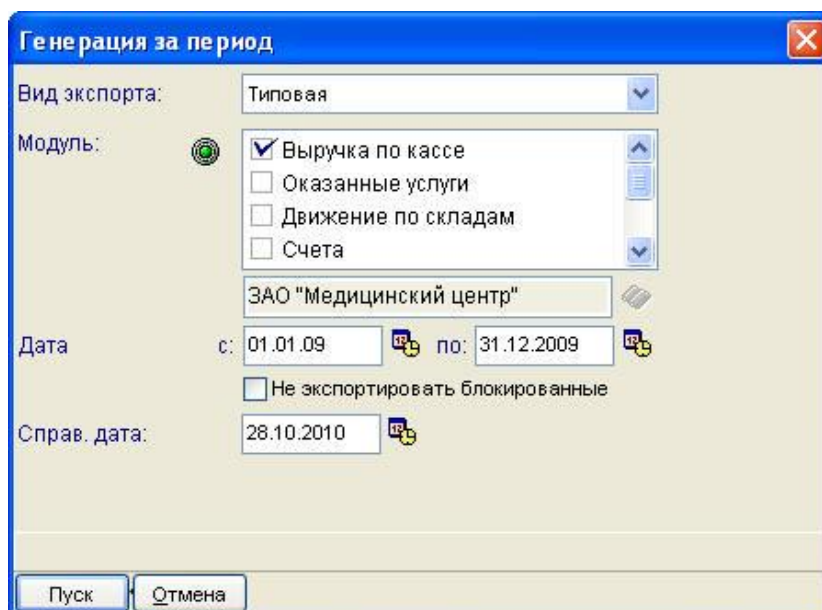 Генерация за период
Вид экспорта: Типовая
Модуль: Выручка по кассе
Оказанные услуги
Движение по складам
Счета
ЗАО "Медицинский центр"
Дата с: 01.01.09 по: 31.12.2009
Не экспортировать блокированные
Справ. дата: 28.10.2010
Пуск Отмена